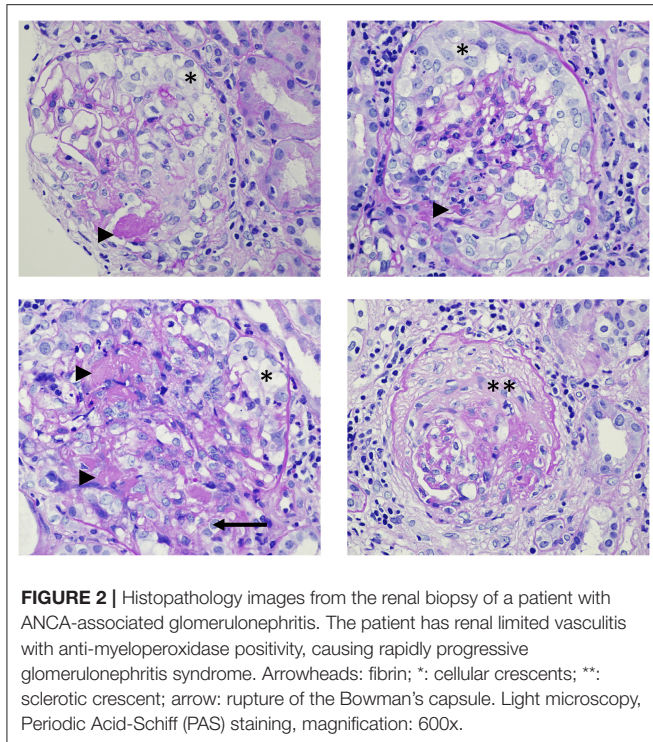 *
*
*
**
FIGURE 2 | Histopathology images from the renal biopsy of a patient with
ANCA-associated glomerulonephritis. The patient has renal limited vasculitis
with anti-myeloperoxidase positivity, causing rapidly progressive
glomerulonephritis syndrome. Arrowheads: fibrin; *: cellular crescents; **:
sclerotic crescent; arrow: rupture of the Bowman's capsule. Light microscopy,
Periodic Acid-Schiff (PAS) staining, magnification: 600x.